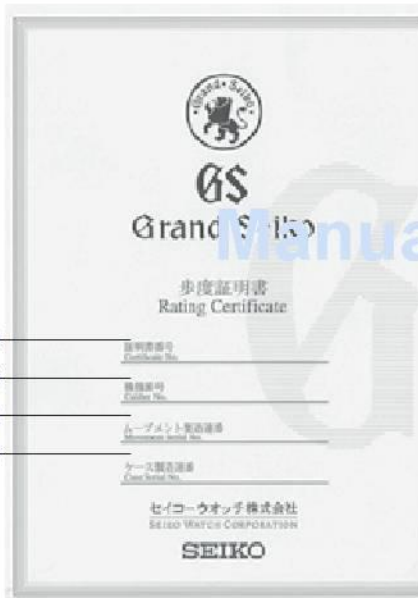 Grand Seiko
GS
Grand Seiko
Manua
歩度証明書
Rating Certificate
証明書番号
Certificate No.
機種番号
Caliber No.
ムーブメント製造連番
Movement Serial No.
ケース製造連番
Case Serial No.
セイコーウオッチ株式会社
SEIKO WATCH CORPORATION
SEIKO